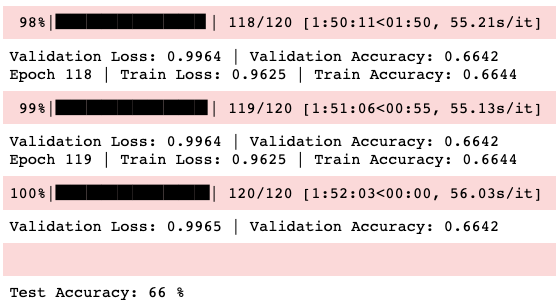 98%|██████████| 118/120 [1:50:11<01:50, 55.21s/it]
Validation Loss: 0.9964 | Validation Accuracy: 0.6642
Epoch 118 | Train Loss: 0.9625 | Train Accuracy: 0.6644
99%|██████████| 119/120 [1:51:06<00:55, 55.13s/it]
Validation Loss: 0.9964 | Validation Accuracy: 0.6642
Epoch 119 | Train Loss: 0.9625 | Train Accuracy: 0.6644
100%|██████████| 120/120 [1:52:03<00:00, 56.03s/it]
Validation Loss: 0.9965 | Validation Accuracy: 0.6642
Test Accuracy: 66 %